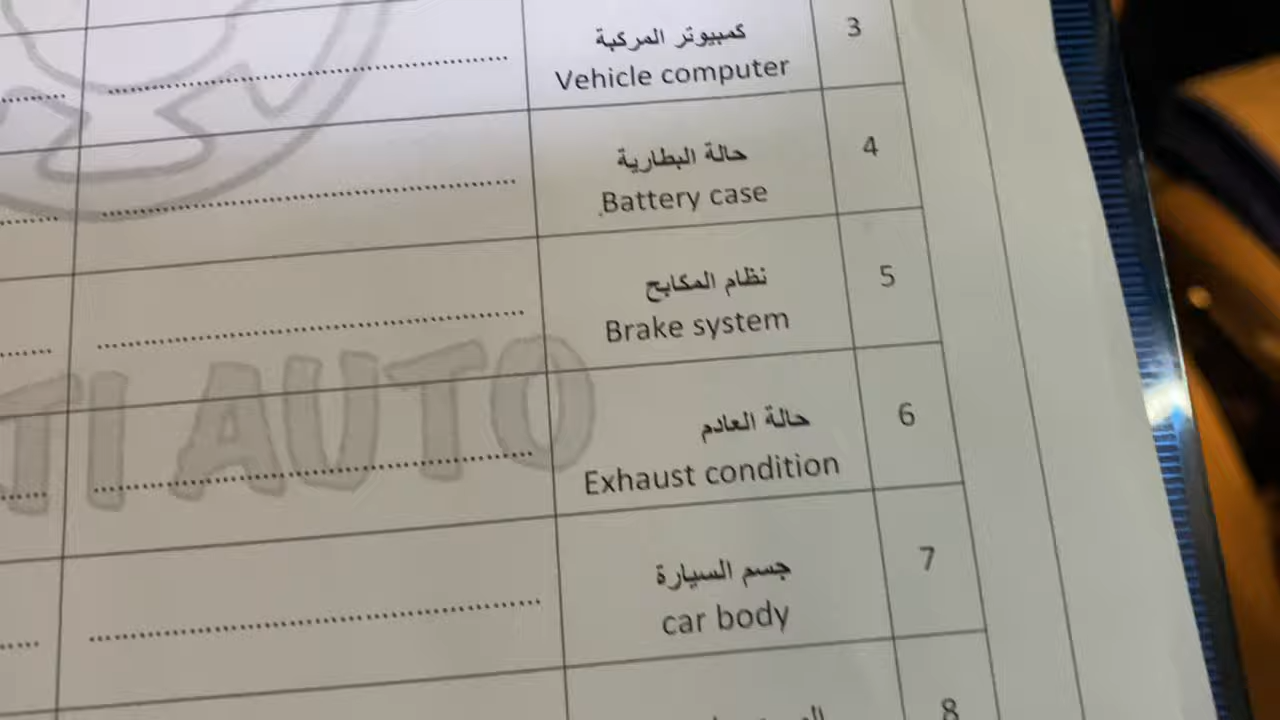 3
كمبيوتر المركبة
Vehicle computer
4
حالة البطارية
Battery case
5
نظام المكابح
Brake system
6
حالة العادم
Exhaust condition
7
جسم السيارة
car body
8
TI AUTO